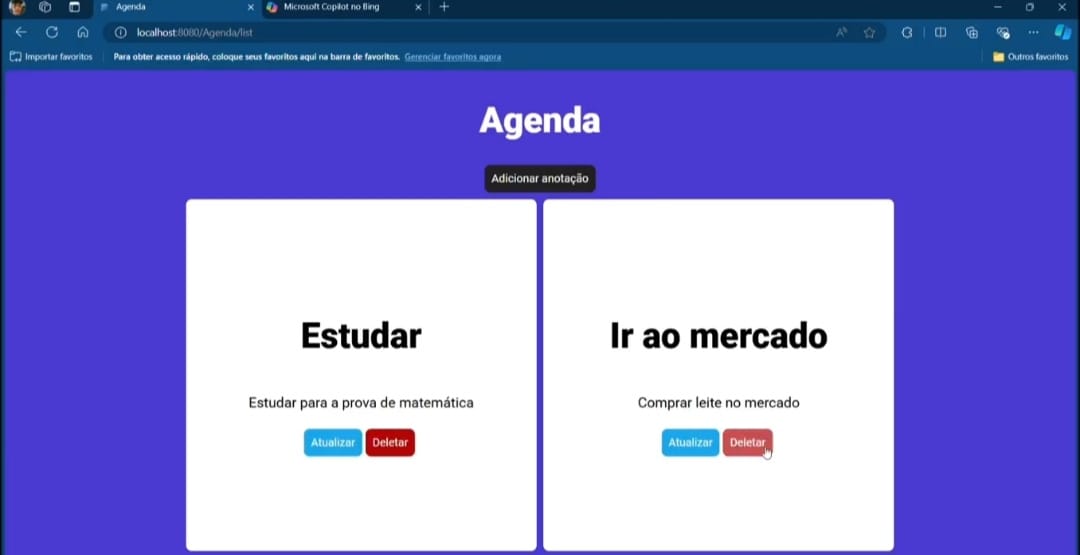 Agenda
Microsoft Copilot no Bing
localhost:8080/Agenda/list
Importar favoritos
Para obter acesso rápido, coloque seus favoritos aqui na barra de favoritos. Gerenciar favoritos agora
Outros favoritos
Agenda
Adicionar anotação
Estudar
Estudar para a prova de matemática
Atualizar Deletar
Ir ao mercado
Comprar leite no mercado
Atualizar Deletar